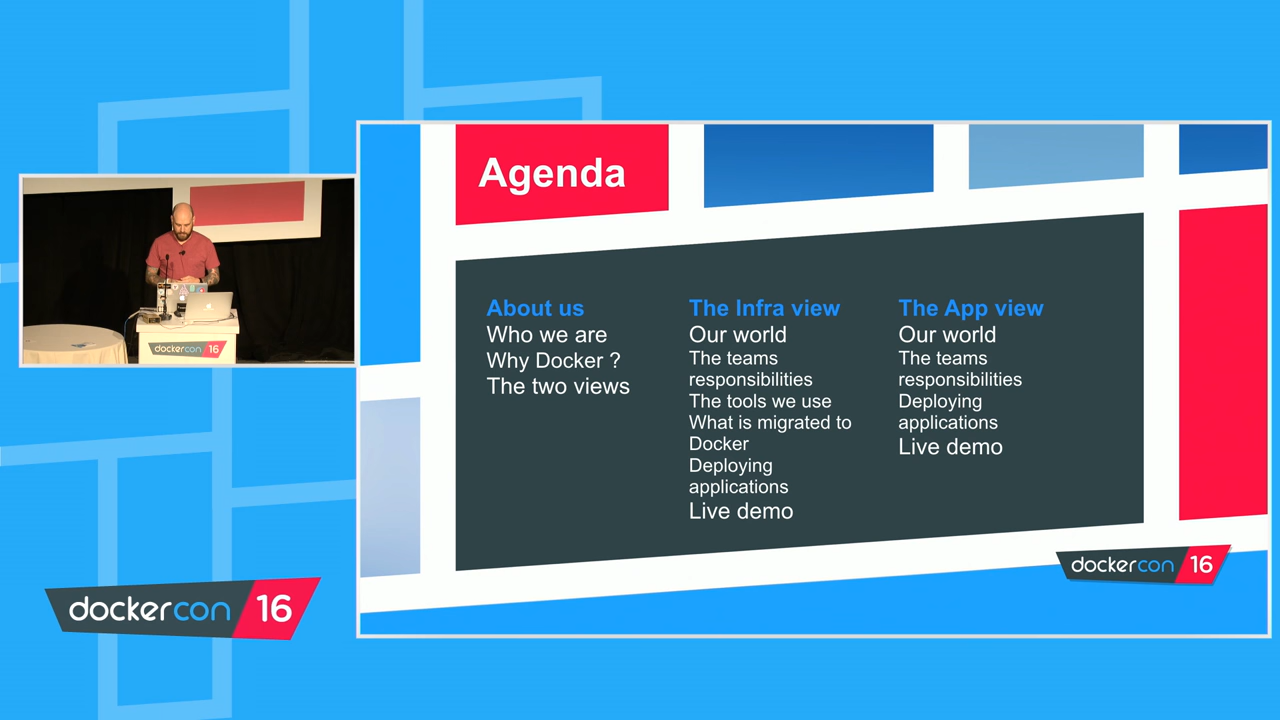 Agenda
About us
Who we are
Why Docker ?
The two views
The Infra view
Our world
The teams
responsibilities
The tools we use
What is migrated to
Docker
Deploying
applications
Live demo
The App view
Our world
The teams
responsibilities
Deploying
applications
Live demo
dockercon 16
dockercon 16
dockercon 16